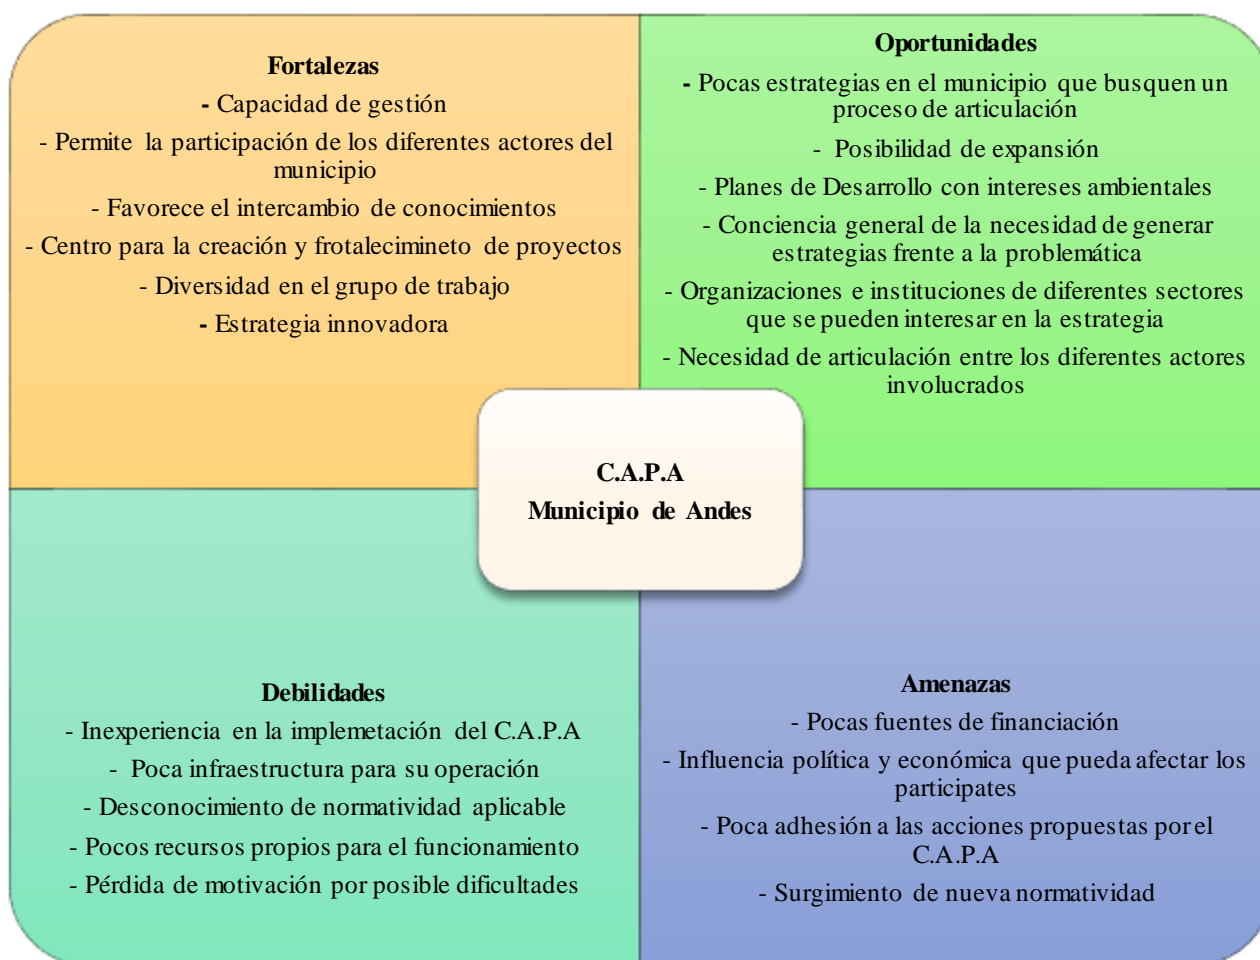 Fortalezas
- Capacidad de gestión
- Permite la participación de los diferentes actores del
municipio
- Favorece el intercambio de conocimientos
- Centro para la creación y frotalecimineto de proyectos
- Diversidad en el grupo de trabajo
- Estrategia innovadora
Oportunidades
- Pocas estrategias en el municipio que busquen un
proceso de articulación
- Posibilidad de expansión
- Planes de Desarrollo con intereses ambientales
- Conciencia general de la necesidad de generar
estrategias frente a la problemática
- Organizaciones e instituciones de diferentes sectores
que se pueden interesar en la estrategia
- Necesidad de articulación entre los diferentes actores
involucrados
C.A.P.A
Municipio de Andes
Debilidades
- Inexperiencia en la implemetación del C.A.P.A
- Poca infraestructura para su operación
- Desconocimiento de normatividad aplicable
- Pocos recursos propios para el funcionamiento
- Pérdida de motivación por posible dificultades
Amenazas
- Pocas fuentes de financiación
- Influencia política y económica que pueda afectar los
participates
- Poca adhesión a las acciones propuestas por el
C.A.P.A
- Surgimiento de nueva normatividad